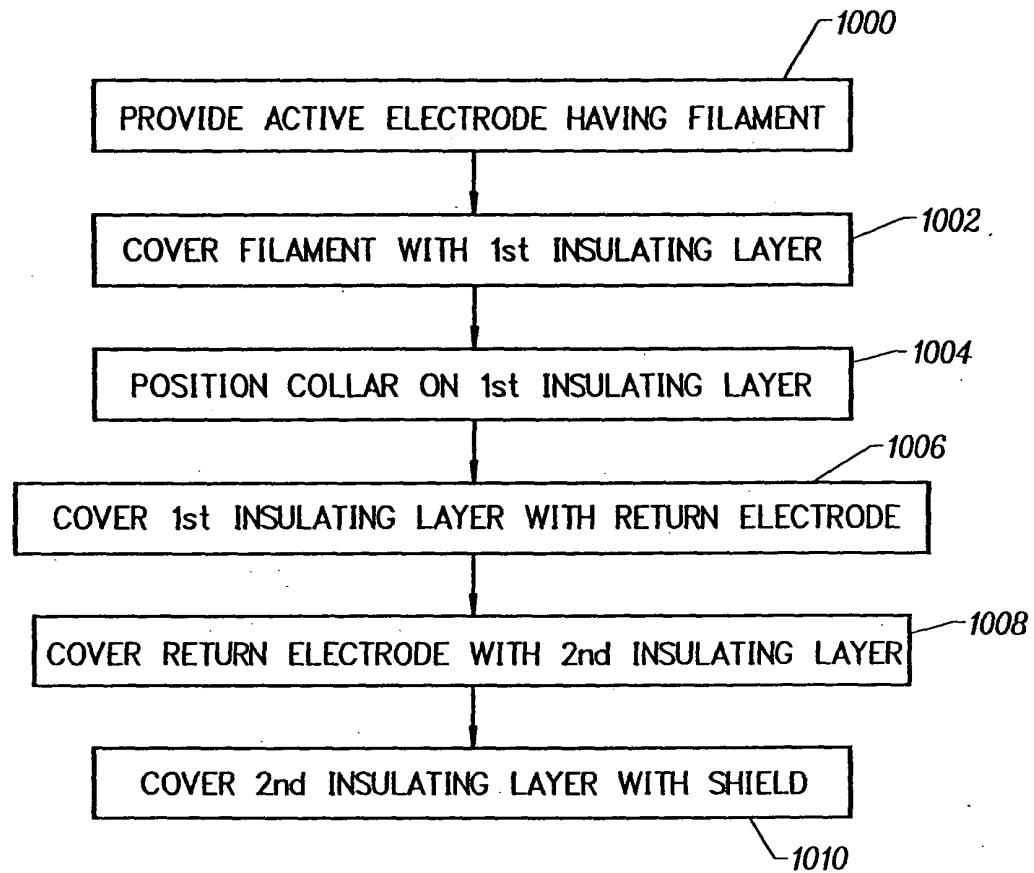 1000
PROVIDE ACTIVE ELECTRODE HAVING FILAMENT
1002
COVER FILAMENT WITH 1st INSULATING LAYER
1004
POSITION COLLAR ON 1st INSULATING LAYER
1006
COVER 1st INSULATING LAYER WITH RETURN ELECTRODE
1008
COVER RETURN ELECTRODE WITH 2nd INSULATING LAYER
COVER 2nd INSULATING LAYER WITH SHIELD
1010